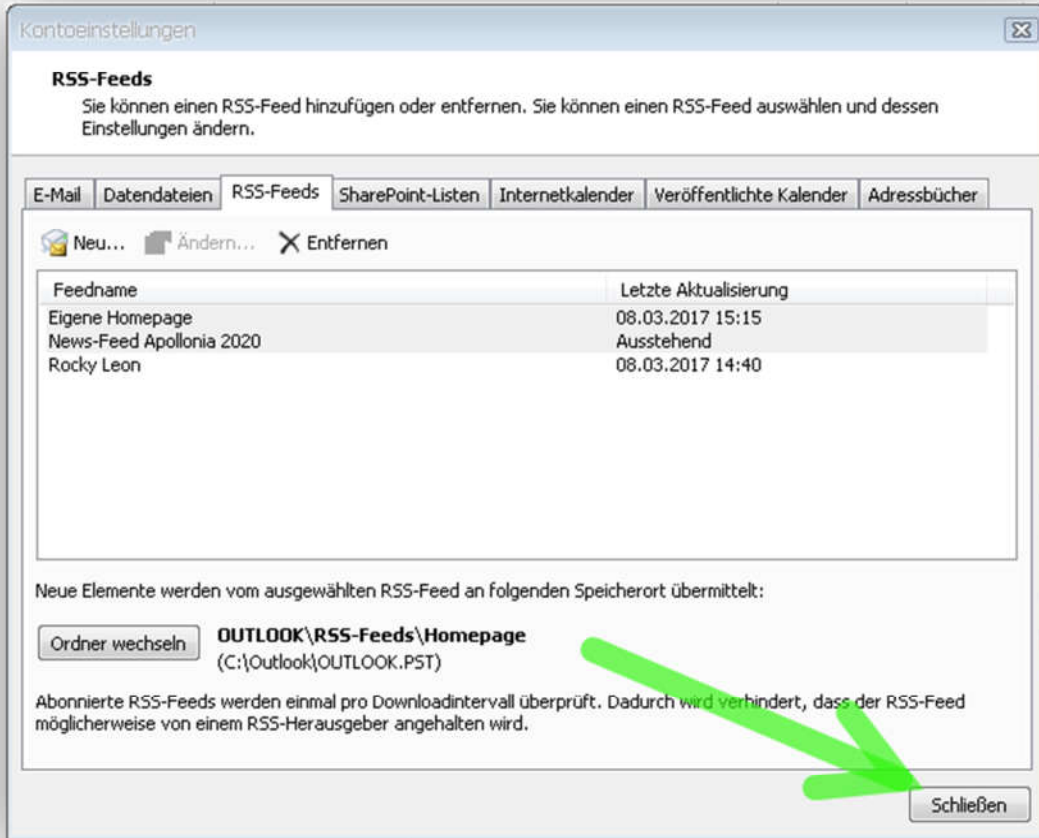 Kontoeinstellungen
RSS-Feeds
Sie können einen RSS-Feed hinzufügen oder entfernen. Sie können einen RSS-Feed auswählen und dessen
Einstellungen ändern.
E-Mail Datendateien RSS-Feeds SharePoint-Listen Internetkalender Veröffentlichte Kalender Adressbücher
Neu... Ändern... Entfernen
Feedname Letzte Aktualisierung
Eigene Homepage 08.03.2017 15:15
News-Feed Apollonia 2020 Ausstehend
Rocky Leon 08.03.2017 14:40
Neue Elemente werden vom ausgewählten RSS-Feed an folgenden Speicherort übermittelt:
Ordner wechseln OUTLOOK\RSS-Feeds\Homepage
(C:\Outlook\OUTLOOK.PST)
Abonnierte RSS-Feeds werden einmal pro Downloadintervall überprüft. Dadurch wird verhindert, dass der RSS-Feed
möglicherweise von einem RSS-Herausgeber angehalten wird.
Schließen